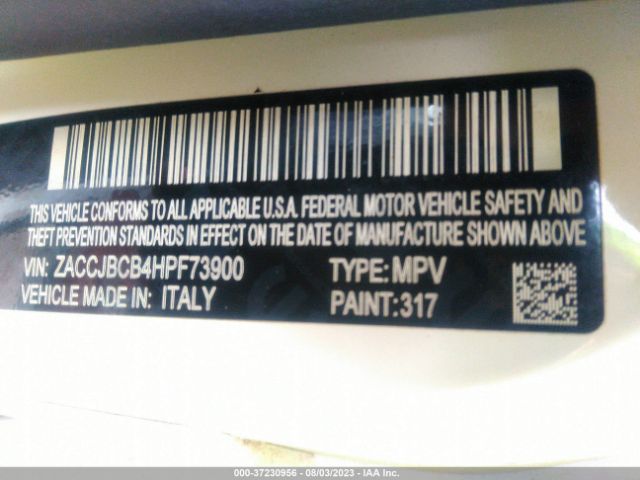 THIS VEHICLE CONFORMS TO ALL APPLICABLE U.S.A. FEDERAL MOTOR VEHICLE SAFETY AND
THEFT PREVENTION STANDARDS IN EFFECT ON THE DATE OF MANUFACTURE SHOWN ABOVE
VIN: ZACCJBCB4HPF73900 TYPE: MPV
VEHICLE MADE IN: ITALY PAINT:317
000-37230956 - 08/03/2023 - IAA, Inc.